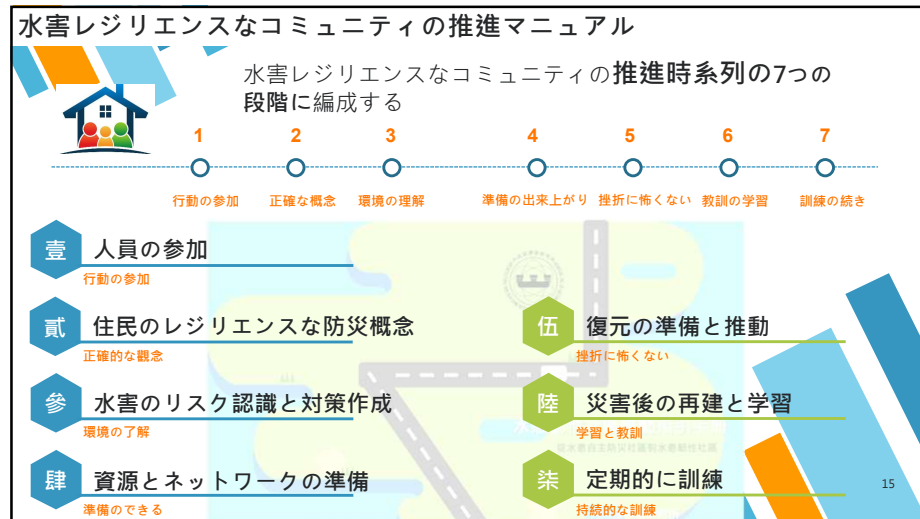 水害レジリエンスなコミュニティの推進マニュアル
水害レジリエンスなコミュニティの推進時系列の7つの
段階に編成する
1 2 3 4 5 6 7
行動の参加 正確な概念 環境の理解 準備の出来上がり 挫折に怖くない 教訓の学習 訓練の続き
壹 人員の参加
行動の参加
貳 住民のレジリエンスな防災概念
正確的な觀念
參 水害のリスク認識と対策作成
環境の了解
肆 資源とネットワークの準備
準備のできる
伍 復元の準備と推動
挫折に怖くない
陸 災害後の再建と学習
学習と教訓
柒 定期的に訓練
持続的な訓練
15